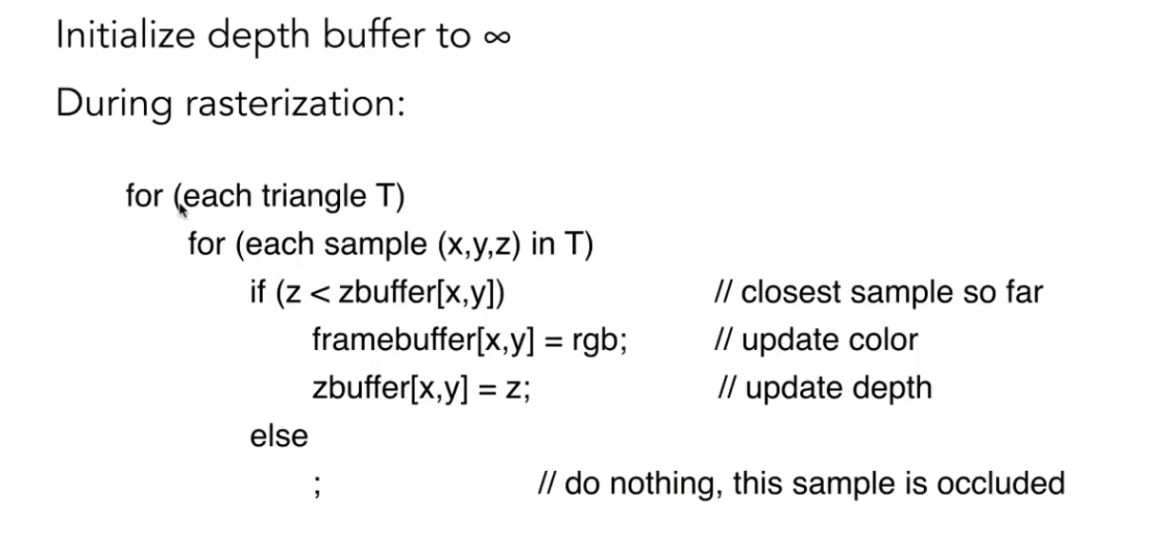 Initialize depth buffer to ∞
During rasterization:
for (each triangle T)
for (each sample (x,y,z) in T)
if (z < zbuffer[x,y]) // closest sample so far
framebuffer[x,y] = rgb; // update color
zbuffer[x,y] = z; // update depth
else
; // do nothing, this sample is occluded